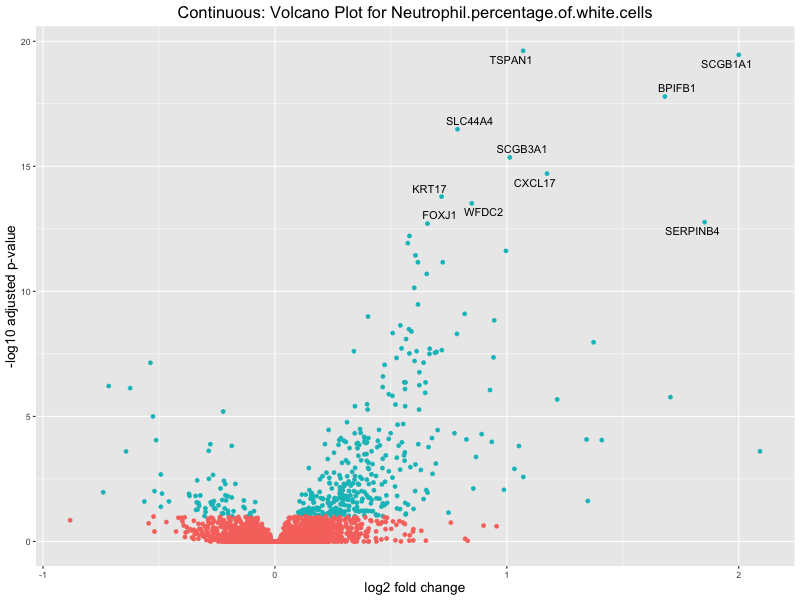 Continuous: Volcano Plot for Neutrophil.percentage.of.white.cells
20
TSPAN1
SCGB1A1
BPIFB1
SLC44A4
15
SCGB3A1
CXCL17
KRT17
WFDC2
FOXJ1
SERPINB4
-log10 adjusted p-value
10
5
0
-1 0 1 2
log2 fold change